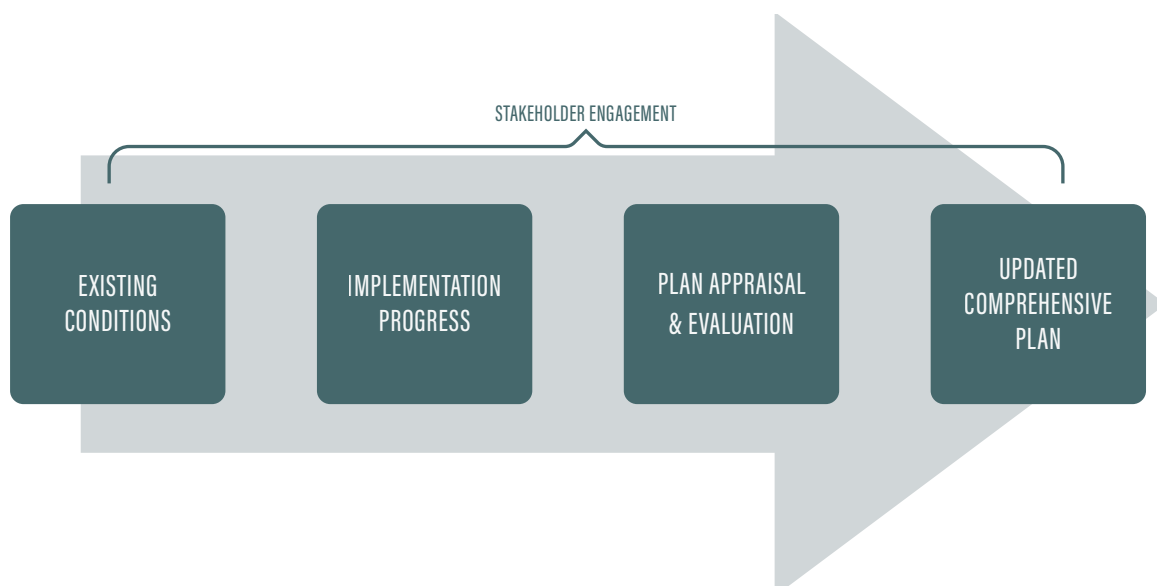 STAKEHOLDER ENGAGEMENT
EXISTING
CONDITIONS
IMPLEMENTATION
PROGRESS
PLAN APPRAISAL
& EVALUATION
UPDATED
COMPREHENSIVE
PLAN